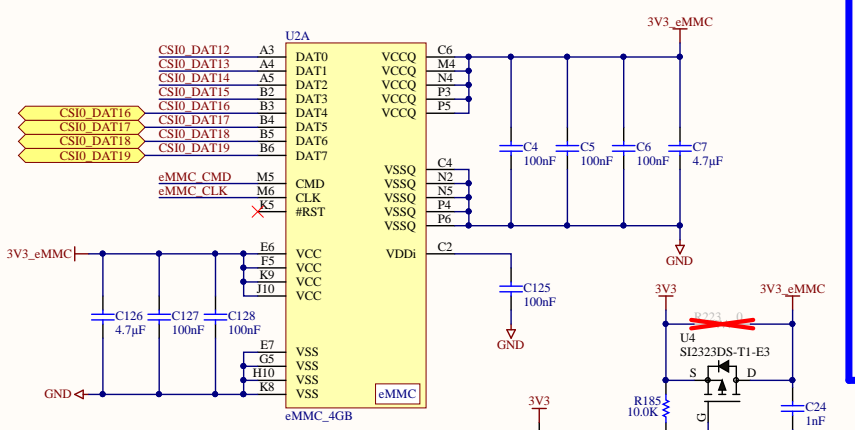 3V3_eMMC
U2A
CSI0_DAT12 A3 DAT0 VCCQ C6
CSI0_DAT13 A4 DAT1 VCCQ M4
CSI0_DAT14 A5 DAT2 VCCQ N4
CSI0_DAT15 B2 DAT3 VCCQ P3
CSI0_DAT16 CSI0_DAT16 B3 DAT4 VCCQ P5
CSI0_DAT17 CSI0_DAT17 B4 DAT5
CSI0_DAT18 CSI0_DAT18 B5 DAT6
CSI0_DAT19 CSI0_DAT19 B6 DAT7
C4 C5 C6 C7
100nF 100nF 100nF 4.7µF
VSSQ C4
eMMC_CMD M5 CMD VSSQ N2
eMMC_CLK M6 CLK VSSQ N5
K5 #RST VSSQ P4
VSSQ P6
3V3_eMMC E6 VCC VDDi C2
F5 VCC
K9 VCC
J10 VCC
GND
C125
100nF
C126 C127 C128
4.7µF 100nF 100nF
GND
E7 VSS
G5 VSS
H10 VSS
GND K8 VSS
eMMC
eMMC_4GB
3V3 3V3_eMMC
R223 0
U4
SI2323DS-T1-E3
S D
G
R185
10.0K
C24
1nF
3V3